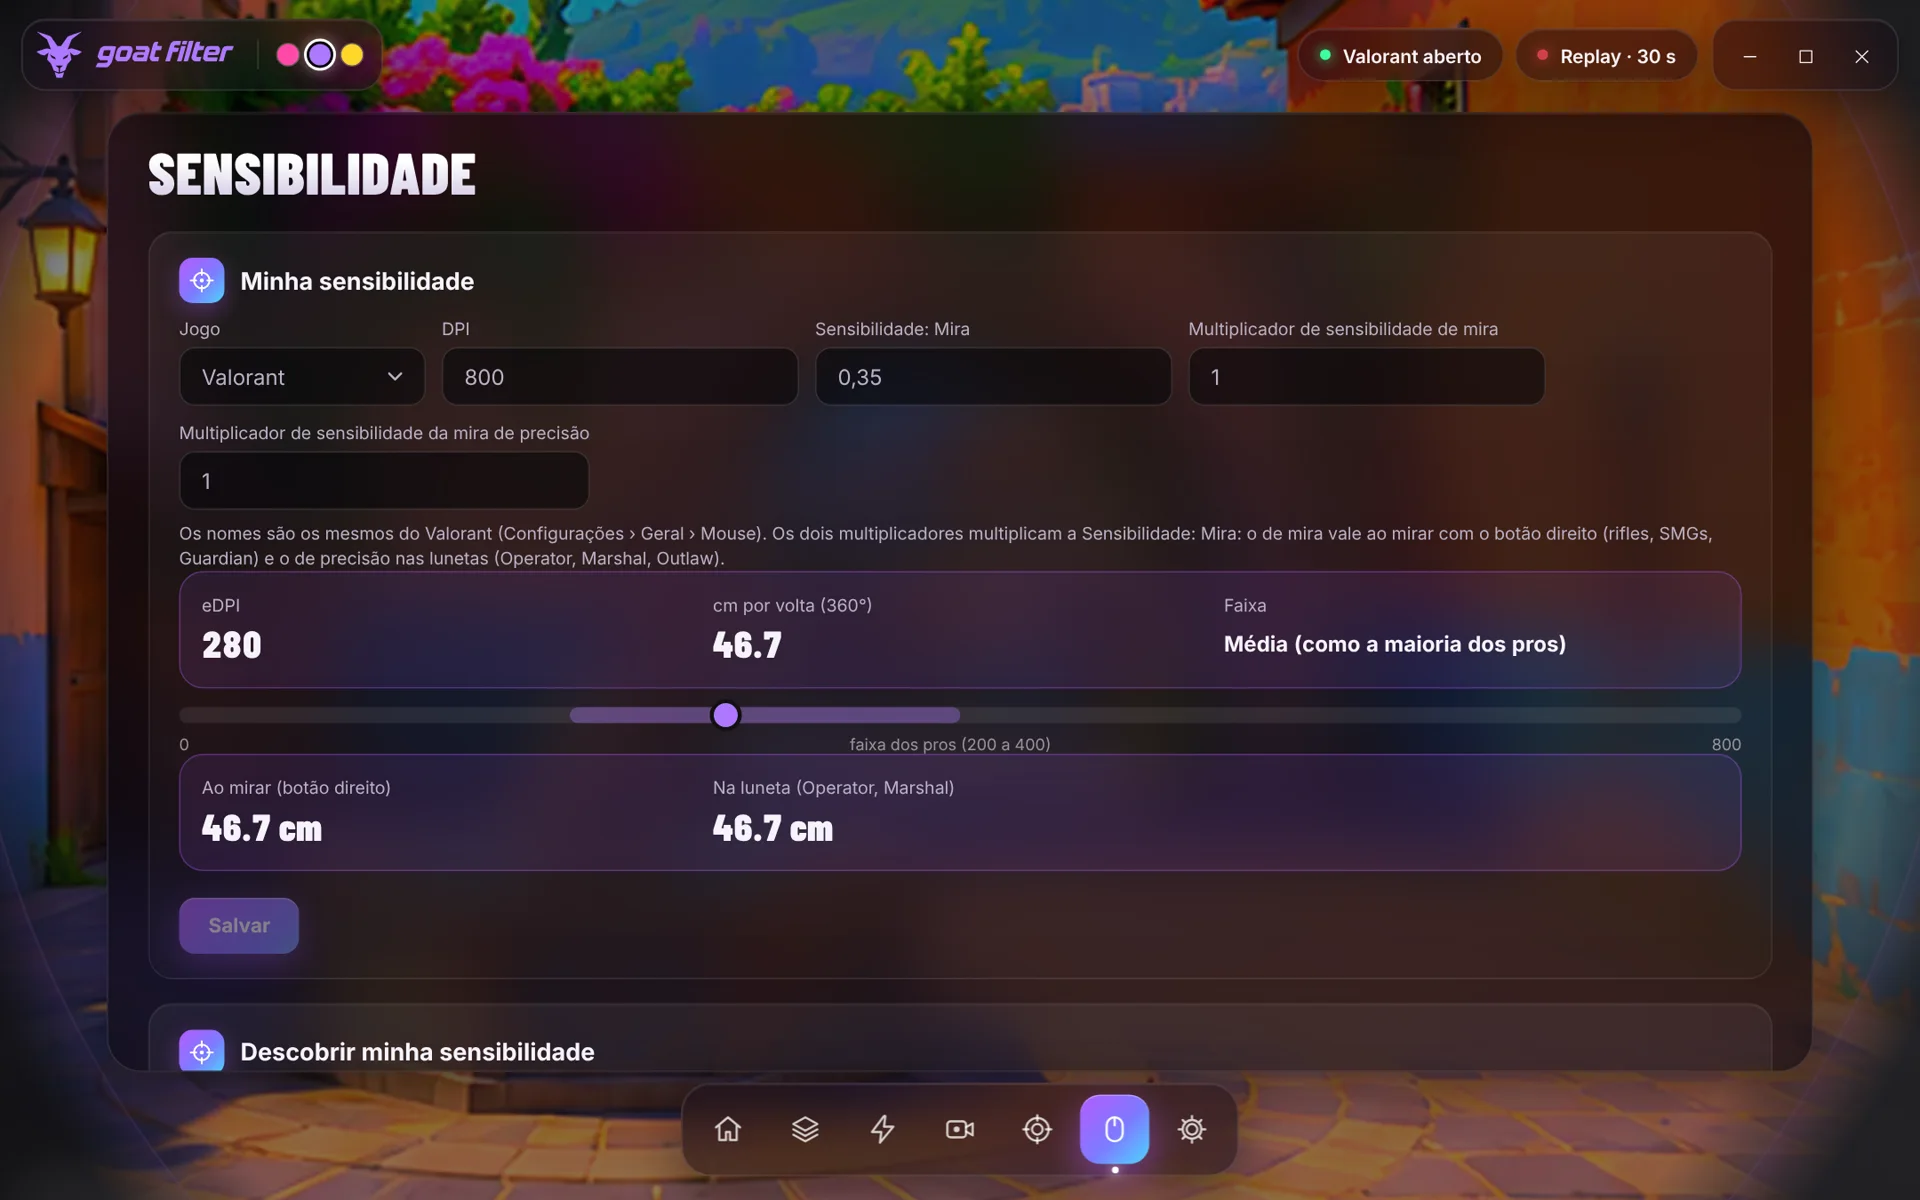 goat filter
Valorant aberto
Replay · 30 s
SENSIBILIDADE
Minha sensibilidade
Jogo
DPI
Sensibilidade: Mira
Multiplicador de sensibilidade de mira
Valorant
800
0,35
1
Multiplicador de sensibilidade da mira de precisão
1
Os nomes são os mesmos do Valorant (Configurações › Geral › Mouse). Os dois multiplicadores multiplicam a Sensibilidade: Mira: o de mira vale ao mirar com o botão direito (rifles, SMGs,
Guardian) e o de precisão nas lunetas (Operator, Marshal, Outlaw).
eDPI
cm por volta (360°)
Faixa
280
46.7
Média (como a maioria dos pros)
0
faixa dos pros (200 a 400)
800
Ao mirar (botão direito)
Na luneta (Operator, Marshal)
46.7 cm
46.7 cm
Salvar
Descobrir minha sensibilidade